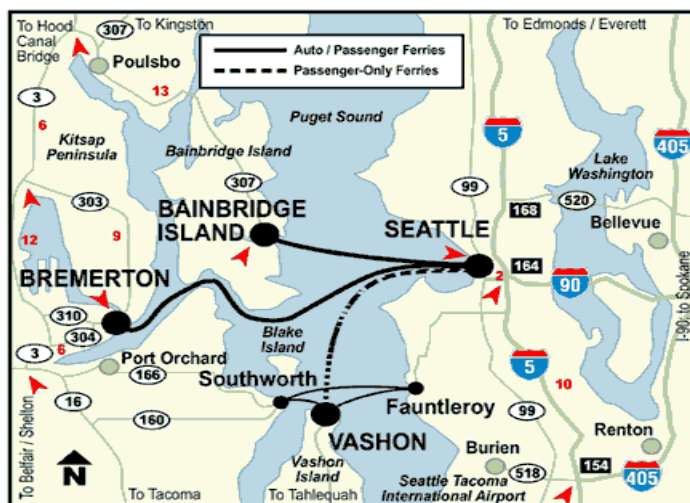 To Hood
Canal
Bridge
To Kingston
307
Poulsbo
Auto / Passenger Ferries
Passenger-Only Ferries
To Edmonds / Everett
3
6
13
Kitsap
Peninsula
Puget Sound
5
405
Bainbridge Island
307
99
Lake
Washington
303
168
520
BAINBRIDGE
ISLAND
SEATTLE
Bellevue
12
9
BREMERTON
2
164
90
I-90 to Spokane
310
304
3
6
Blake
Island
Port Orchard
166
Southworth
Fauntleroy
5
10
16
160
VASHON
99
To Belfair / Shelton
N
Vashon
Island
Burien
Renton
518
154
405
Seattle Tacoma
International Airport
To Tacoma
To Tahlequah